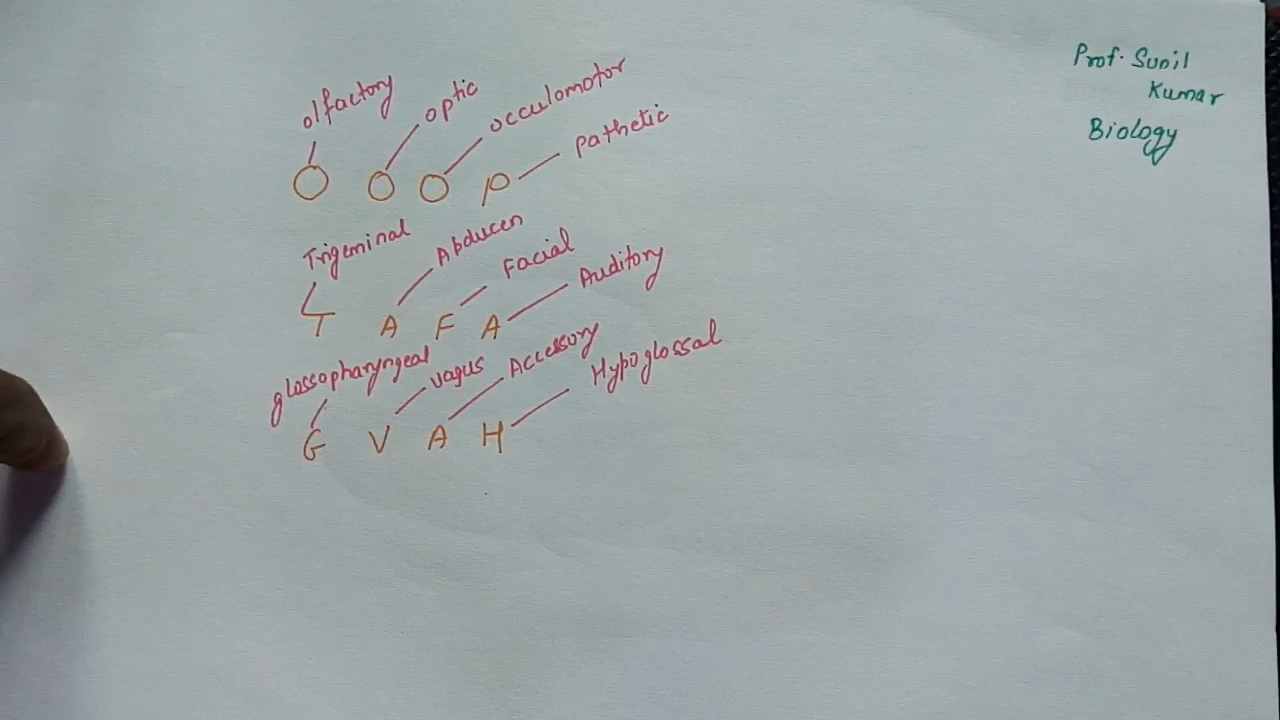 olfactory optic occulomotor pathetic
O O O P
Trigeminal Abducen Facial Auditory
T A F A
glossopharyngeal vagus Accessory Hypoglossal
G V A H
Prof. Sunil
Kumar
Biology